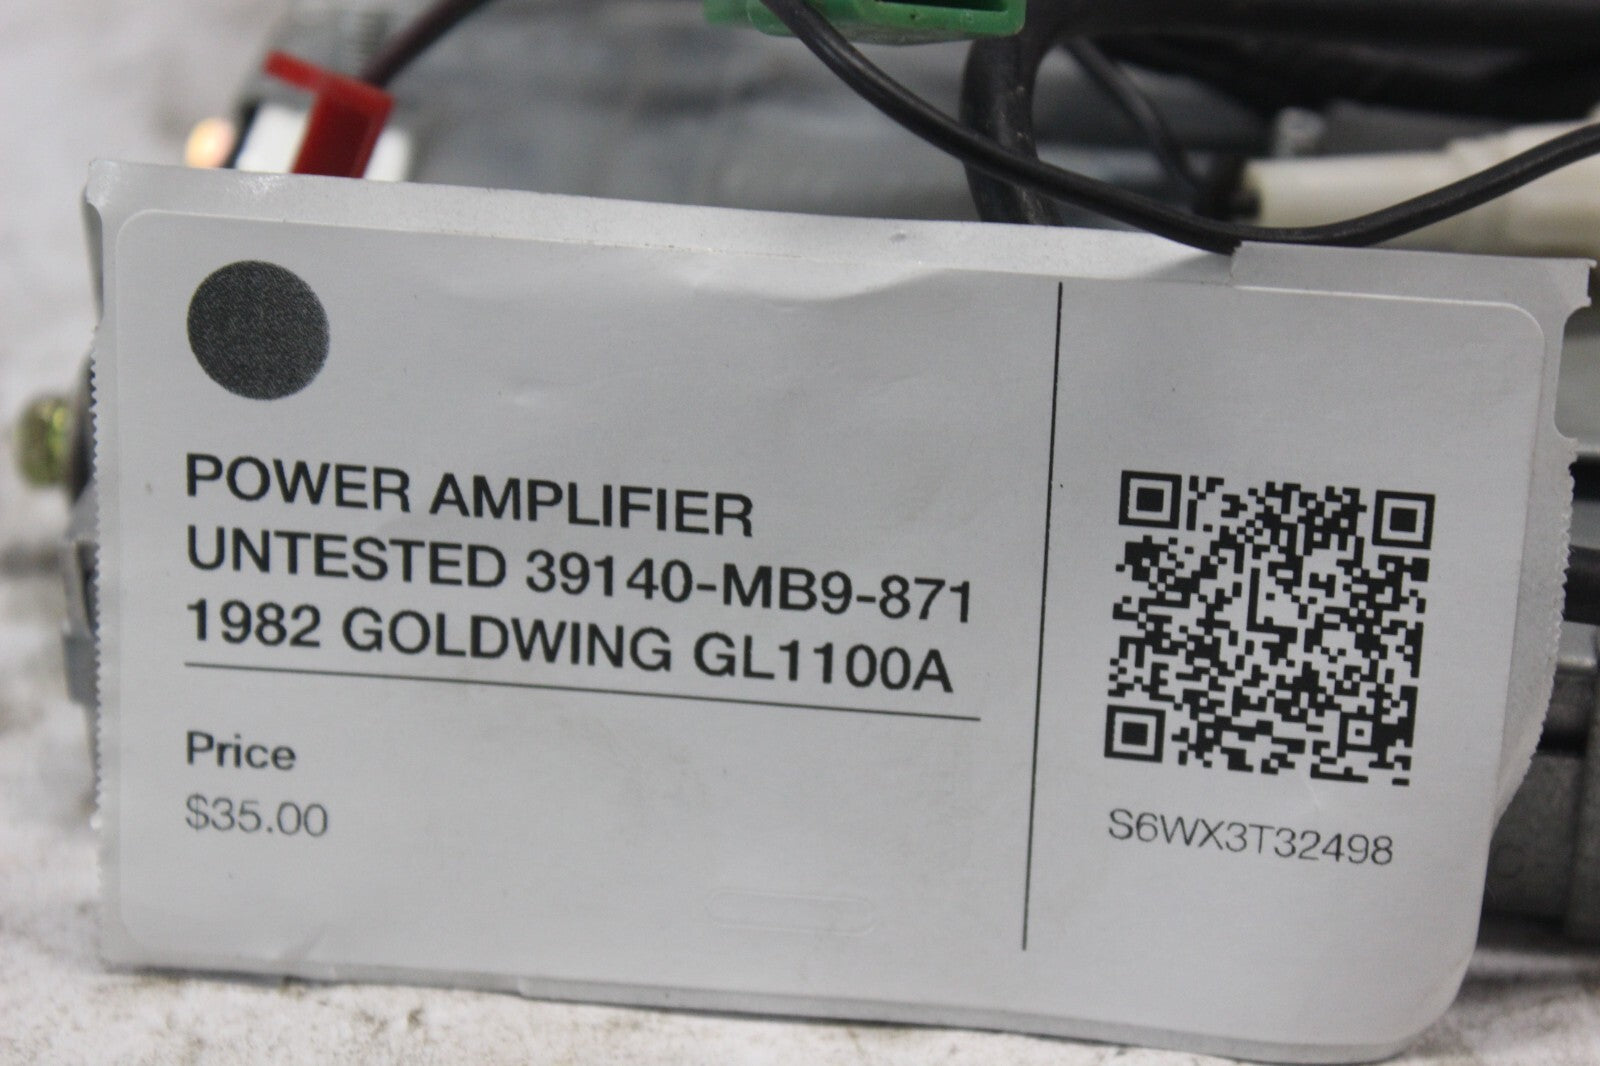 POWER AMPLIFIER
UNTESTED 39140-MB9-871
1982 GOLDWING GL1100A
Price
$35.00
S6WX3T32498